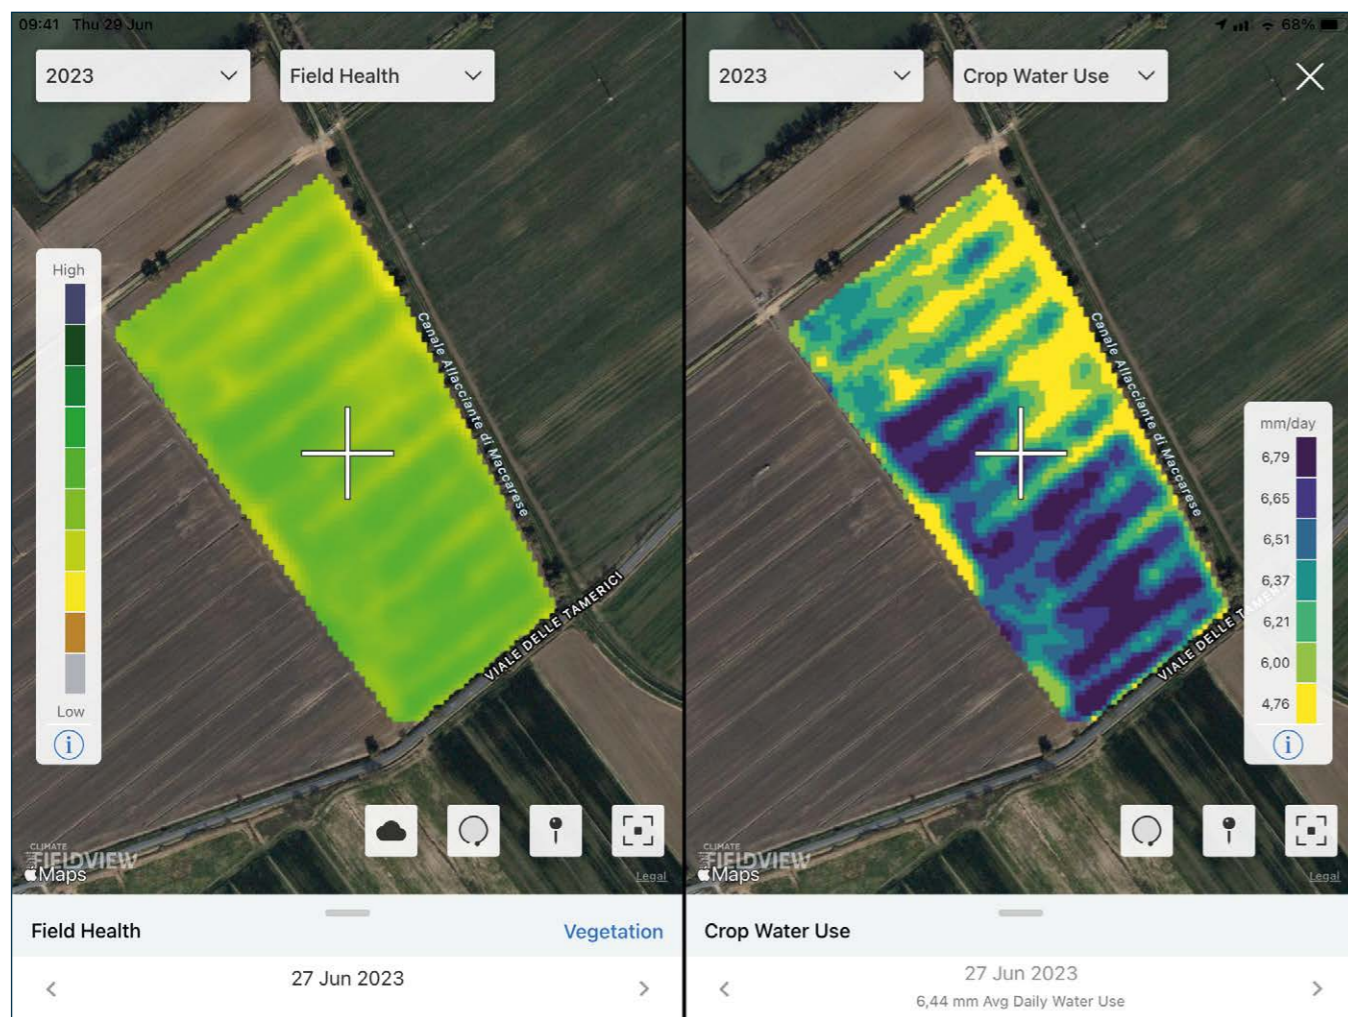 09:41 Thu 29 Jun
68%
2023
Field Health
High
Low
Canale Allacciante di Maccarese
VIALE DELLE TAMERICI
CLIMATE
FIELDVIEW
Maps
Legal
Field Health
Vegetation
27 Jun 2023
2023
Crop Water Use
Canale Allacciante di Maccarese
mm/day
6,79
6,65
6,51
6,37
6,21
6,00
4,76
VIALE DELLE TAMERICI
CLIMATE
FIELDVIEW
Maps
Legal
Crop Water Use
27 Jun 2023
6,44 mm Avg Daily Water Use